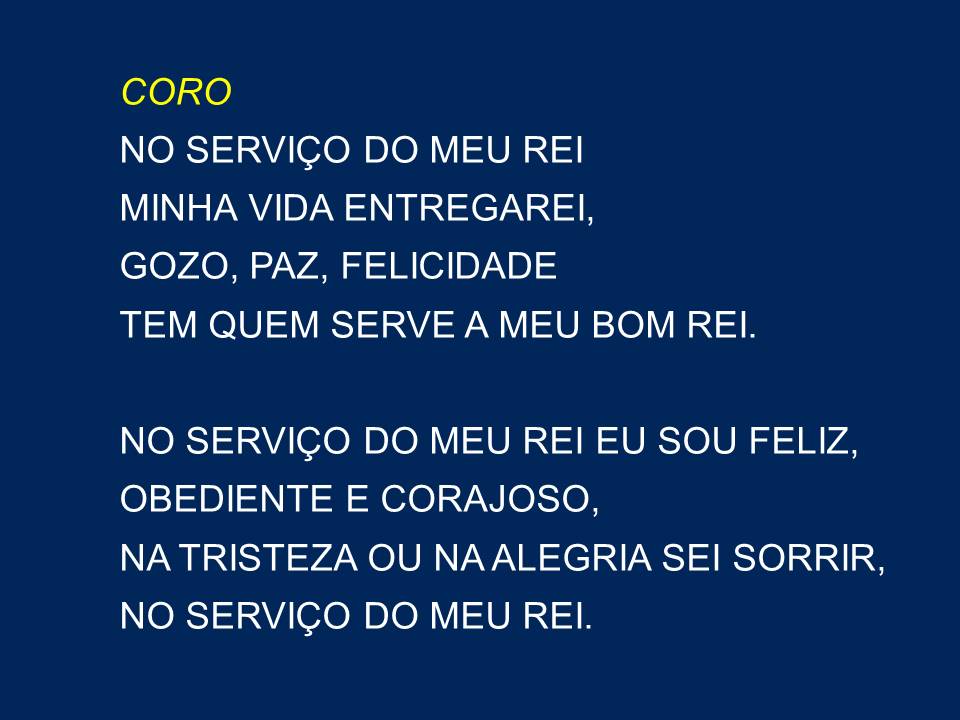 CORO
NO SERVIÇO DO MEU REI
MINHA VIDA ENTREGAREI,
GOZO, PAZ, FELICIDADE
TEM QUEM SERVE A MEU BOM REI.
NO SERVIÇO DO MEU REI EU SOU FELIZ,
OBEDIENTE E CORAJOSO,
NA TRISTEZA OU NA ALEGRIA SEI SORRIR,
NO SERVIÇO DO MEU REI.